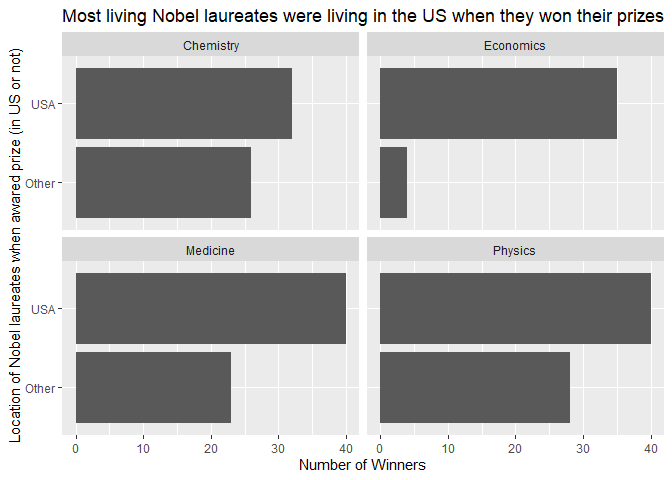 Most living Nobel laureates were living in the US when they won their prizes
Chemistry
Economics
USA
Other
Medicine
Physics
USA
Other
0 10 20 30 40 0 10 20 30 40
Number of Winners
Location of Nobel laureates when awared prize (in US or not)